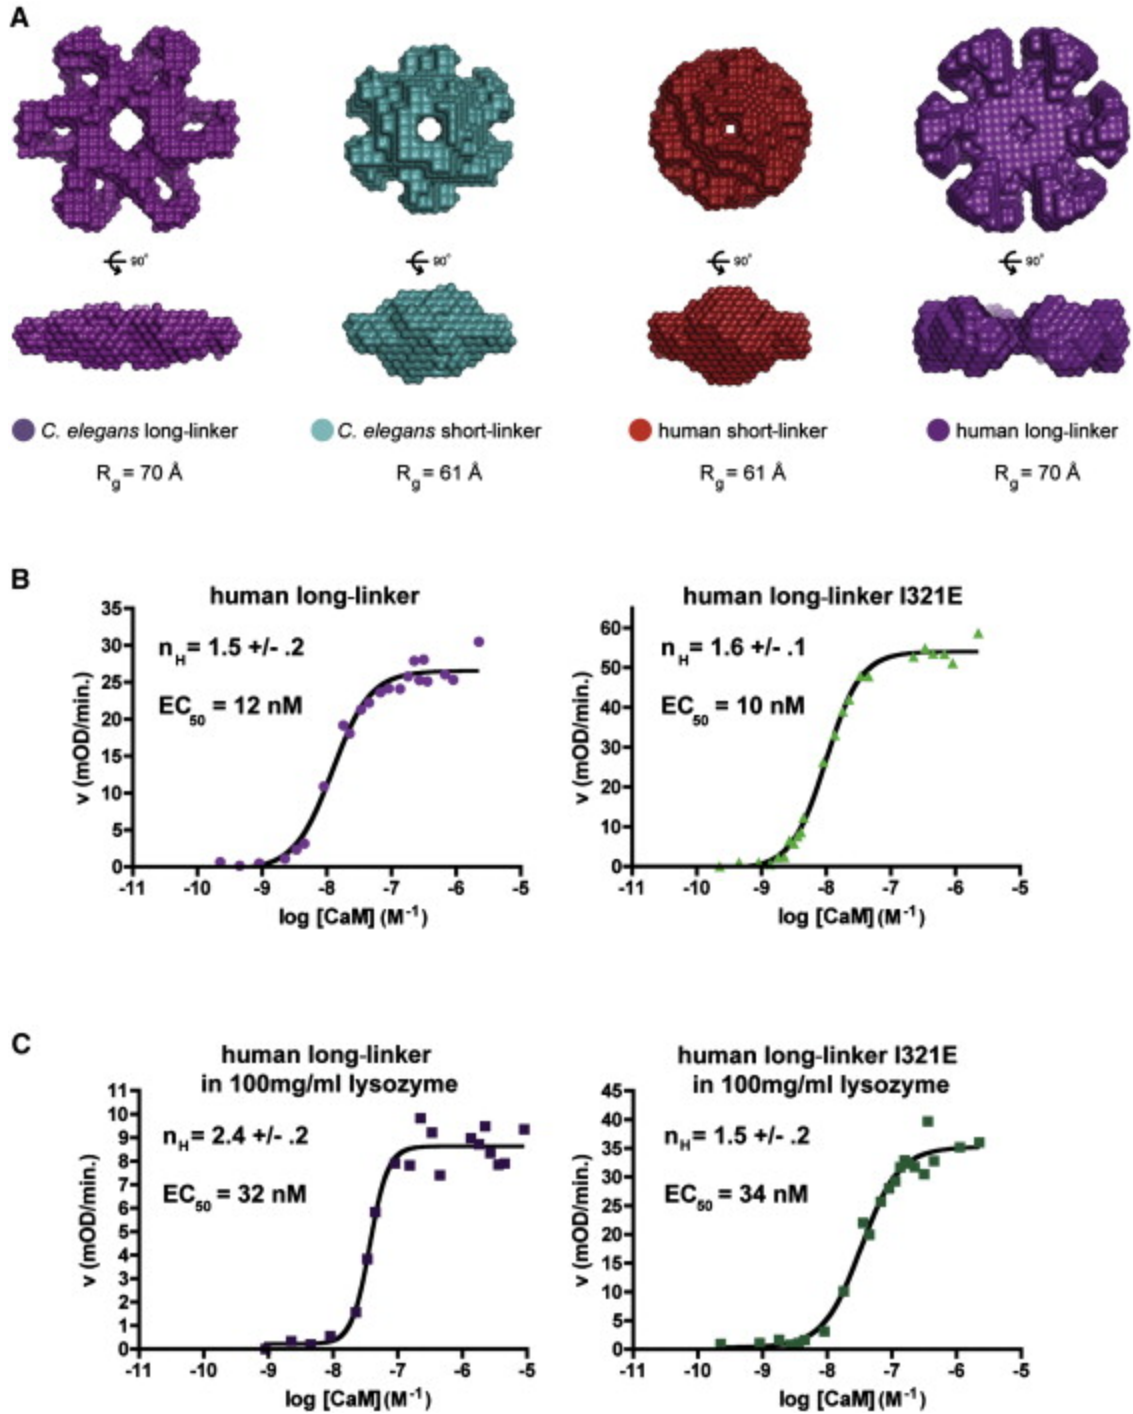 A
90° 90° 90° 90°
C. elegans long-linker C. elegans short-linker human short-linker human long-linker
Rg = 70 Å Rg = 61 Å Rg = 61 Å Rg = 70 Å
B
human long-linker
nH = 1.5 +/- .2
EC50 = 12 nM
v (mOD/min.)
35
30
25
20
15
10
5
0
-11 -10 -9 -8 -7 -6 -5
log [CaM] (M-1)
human long-linker I321E
nH = 1.6 +/- .1
EC50 = 10 nM
v (mOD/min.)
60
50
40
30
20
10
0
-11 -10 -9 -8 -7 -6 -5
log [CaM] (M-1)
C
human long-linker
in 100mg/ml lysozyme
nH = 2.4 +/- .2
EC50 = 32 nM
v (mOD/min.)
11
10
9
8
7
6
5
4
3
2
1
0
-11 -10 -9 -8 -7 -6 -5
log [CaM] (M-1)
human long-linker I321E
in 100mg/ml lysozyme
nH = 1.5 +/- .2
EC50 = 34 nM
v (mOD/min.)
45
40
35
30
25
20
15
10
5
0
-11 -10 -9 -8 -7 -6 -5
log [CaM] (M-1)